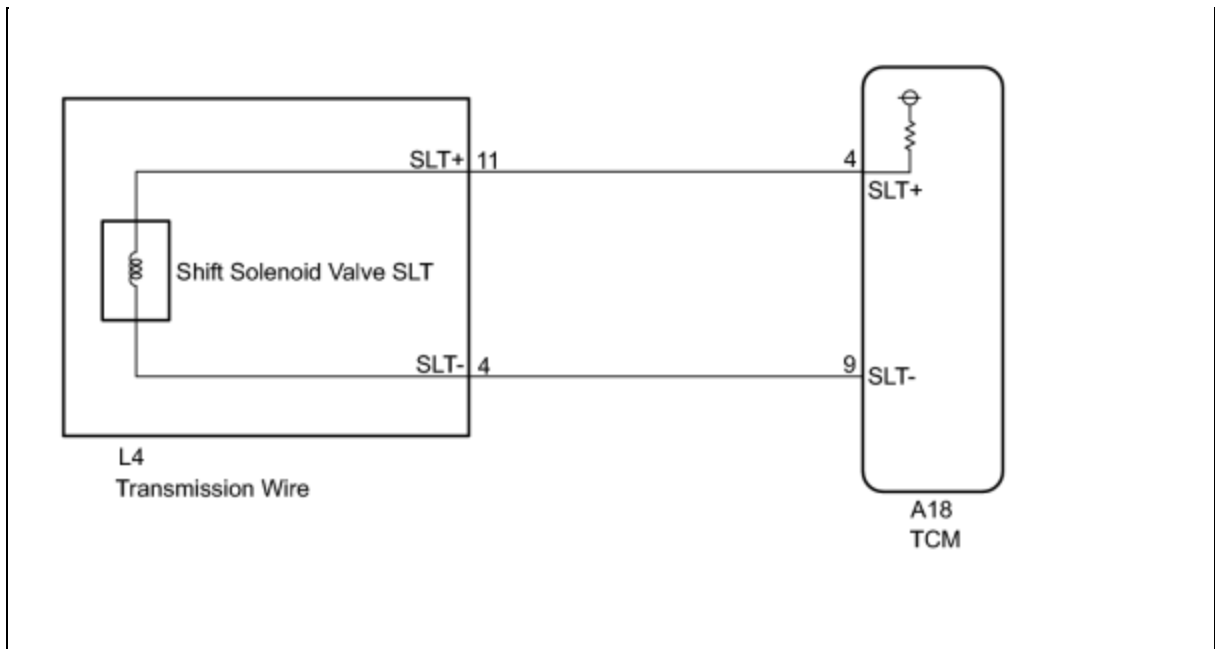 SLT+ 11
4
SLT+
Shift Solenoid Valve SLT
SLT- 4
9
SLT-
L4
Transmission Wire
A18
TCM